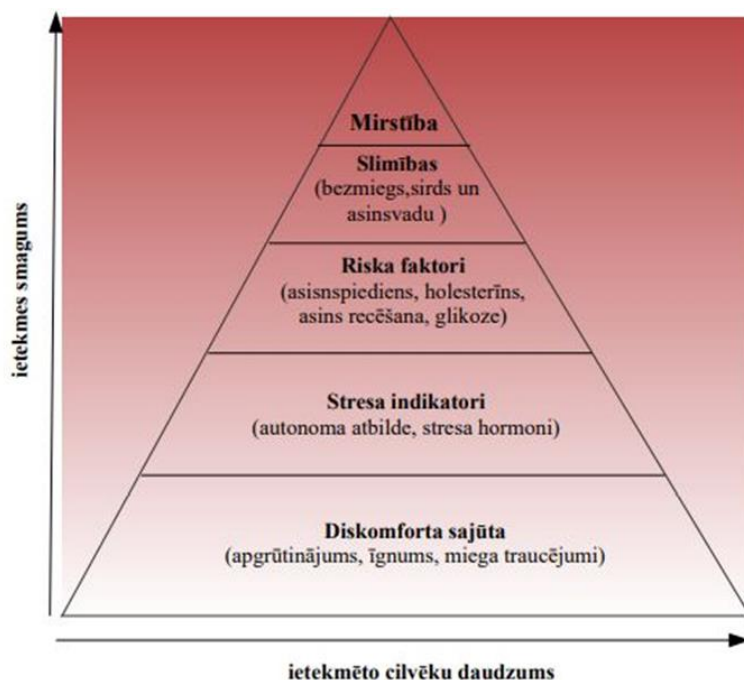 Mirstība
Slimības
(bezmiegs,sirds un
asinsvadu )
Riska faktori
(asisnspiediens, holesterīns,
asins recēšana, glikoze)
Stresa indikatori
(autonoma atbilde, stresa hormoni)
Diskomforta sajūta
(apgrūtinājums, īgnums, miega traucējumi)
ietekmes smagums
ietekmēto cilvēku daudzums